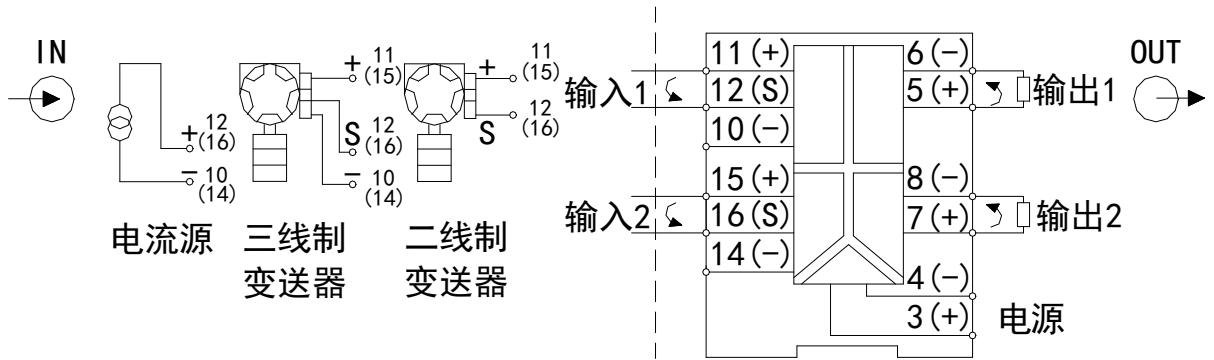 IN
+ 12
(16)
- 10
(14)
电流源
+ 11
(15)
S 12
(16)
- 10
(14)
三线制
变送器
+ 11
(15)
S 12
(16)
二线制
变送器
输入1
输入2
11(+)
12(S)
10(-)
15(+)
16(S)
14(-)
6(-)
5(+)
8(-)
7(+)
4(-)
3(+)
输出1
输出2
电源
OUT